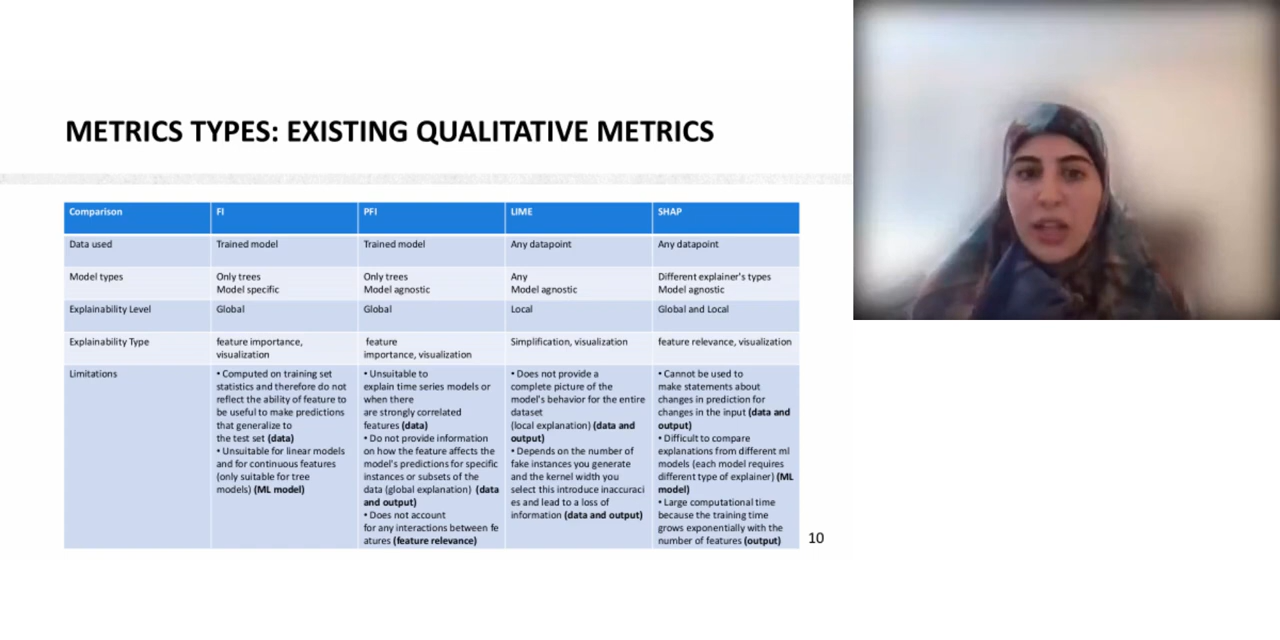 METRICS TYPES: EXISTING QUALITATIVE METRICS
Comparison
FI
PFI
LIME
SHAP
Data used
Trained model
Trained model
Any datapoint
Any datapoint
Model types
Only trees
Model specific
Only trees
Model agnostic
Any
Model agnostic
Different explainer's types
Model agnostic
Explainability Level
Global
Global
Local
Global and Local
Explainability Type
feature importance,
visualization
feature
importance, visualization
Simplification, visualization
feature relevance, visualization
Limitations
• Computed on training set
statistics and therefore do not
reflect the ability of feature to
be useful to make predictions
that generalize to
the test set (data)
• Unsuitable for linear models
and for continuous features
(only suitable for tree
models) (ML model)
• Unsuitable to
explain time series models or
when there
are strongly correlated
features (data)
• Do not provide information
on how the feature affects the
model's predictions for specific
instances or subsets of the
data (global explanation) (data
and output)
• Does not account
for any interactions between fe
atures (feature relevance)
• Does not provide a
complete picture of the
model's behavior for the entire
dataset
(local explanation) (data and
output)
• Depends on the number of
fake instances you generate
and the kernel width you
select this introduce inaccuraci
es and lead to a loss of
information (data and output)
• Cannot be used to
make statements about
changes in prediction for
changes in the input (data and
output)
• Difficult to compare
explanations from different ml
models (each model requires
different type of explainer) (ML
model)
• Large computational time
because the training time
grows exponentially with the
number of features (output)
10